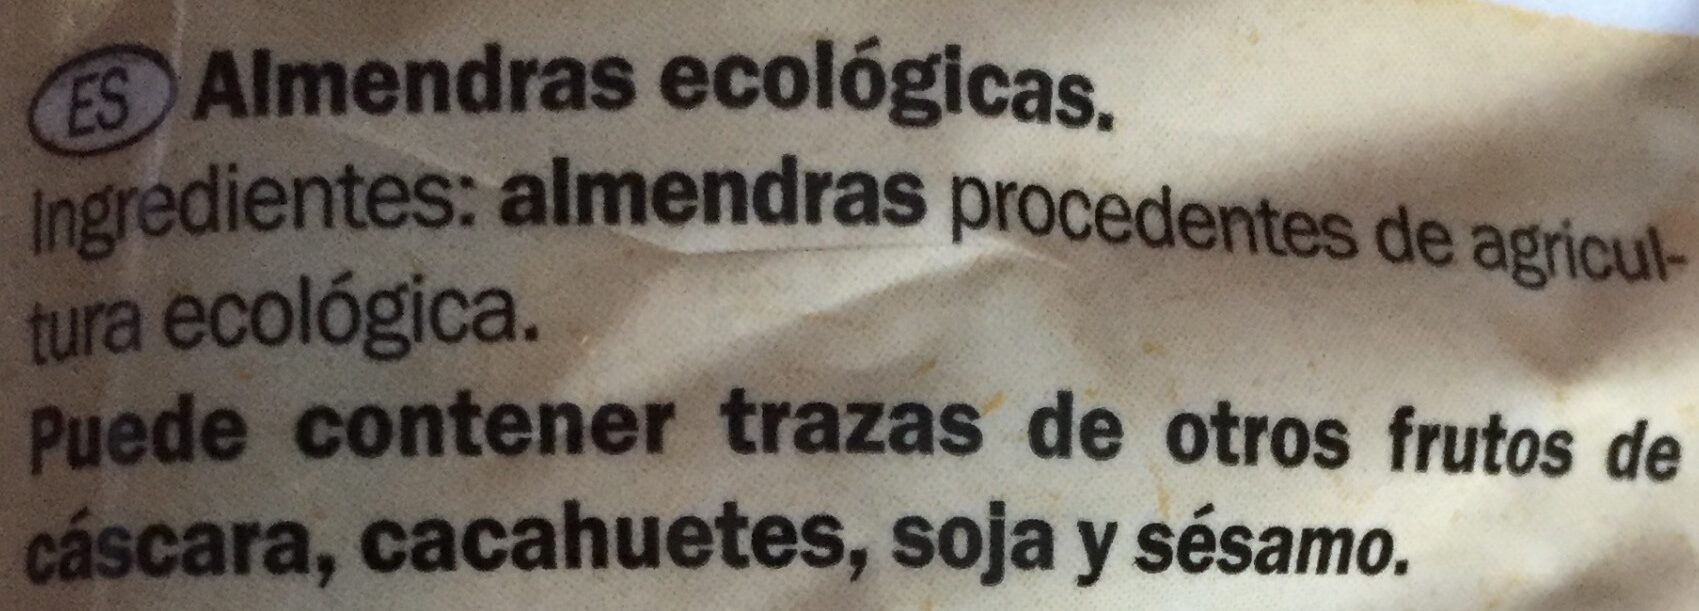 ES Almendras ecológicas.
Ingredientes: almendras procedentes de agricul-
tura ecológica.
Puede contener trazas de otros frutos de
cáscara, cacahuetes, soja y sésamo.